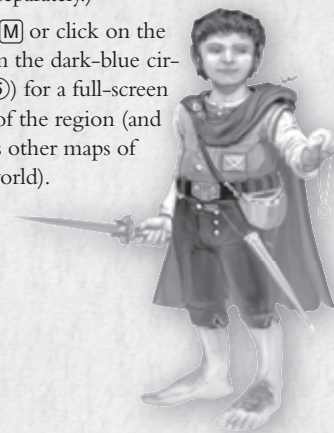 separately.)
M or click on the
n the dark-blue cir-
) for a full-screen
of the region (and
s other maps of
world).